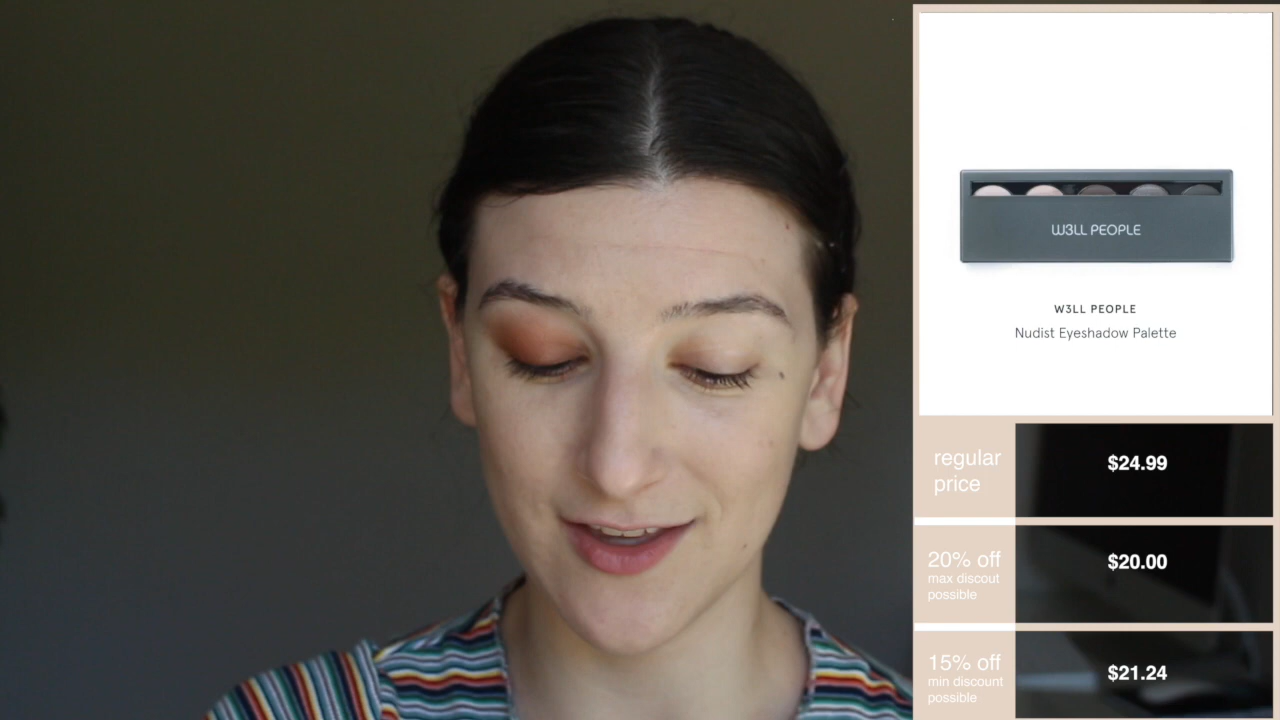 W3LL PEOPLE
W3LL PEOPLE
Nudist Eyeshadow Palette
regular
price
$24.99
20% off
max discout
possible
$20.00
15% off
min discount
possible
$21.24